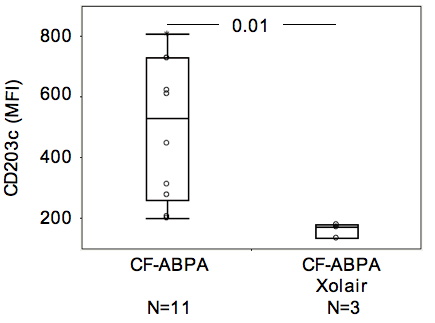 0.01
800
600
400
200
CD203c (MFI)
CF-ABPA
CF-ABPA
Xolair
N=11
N=3